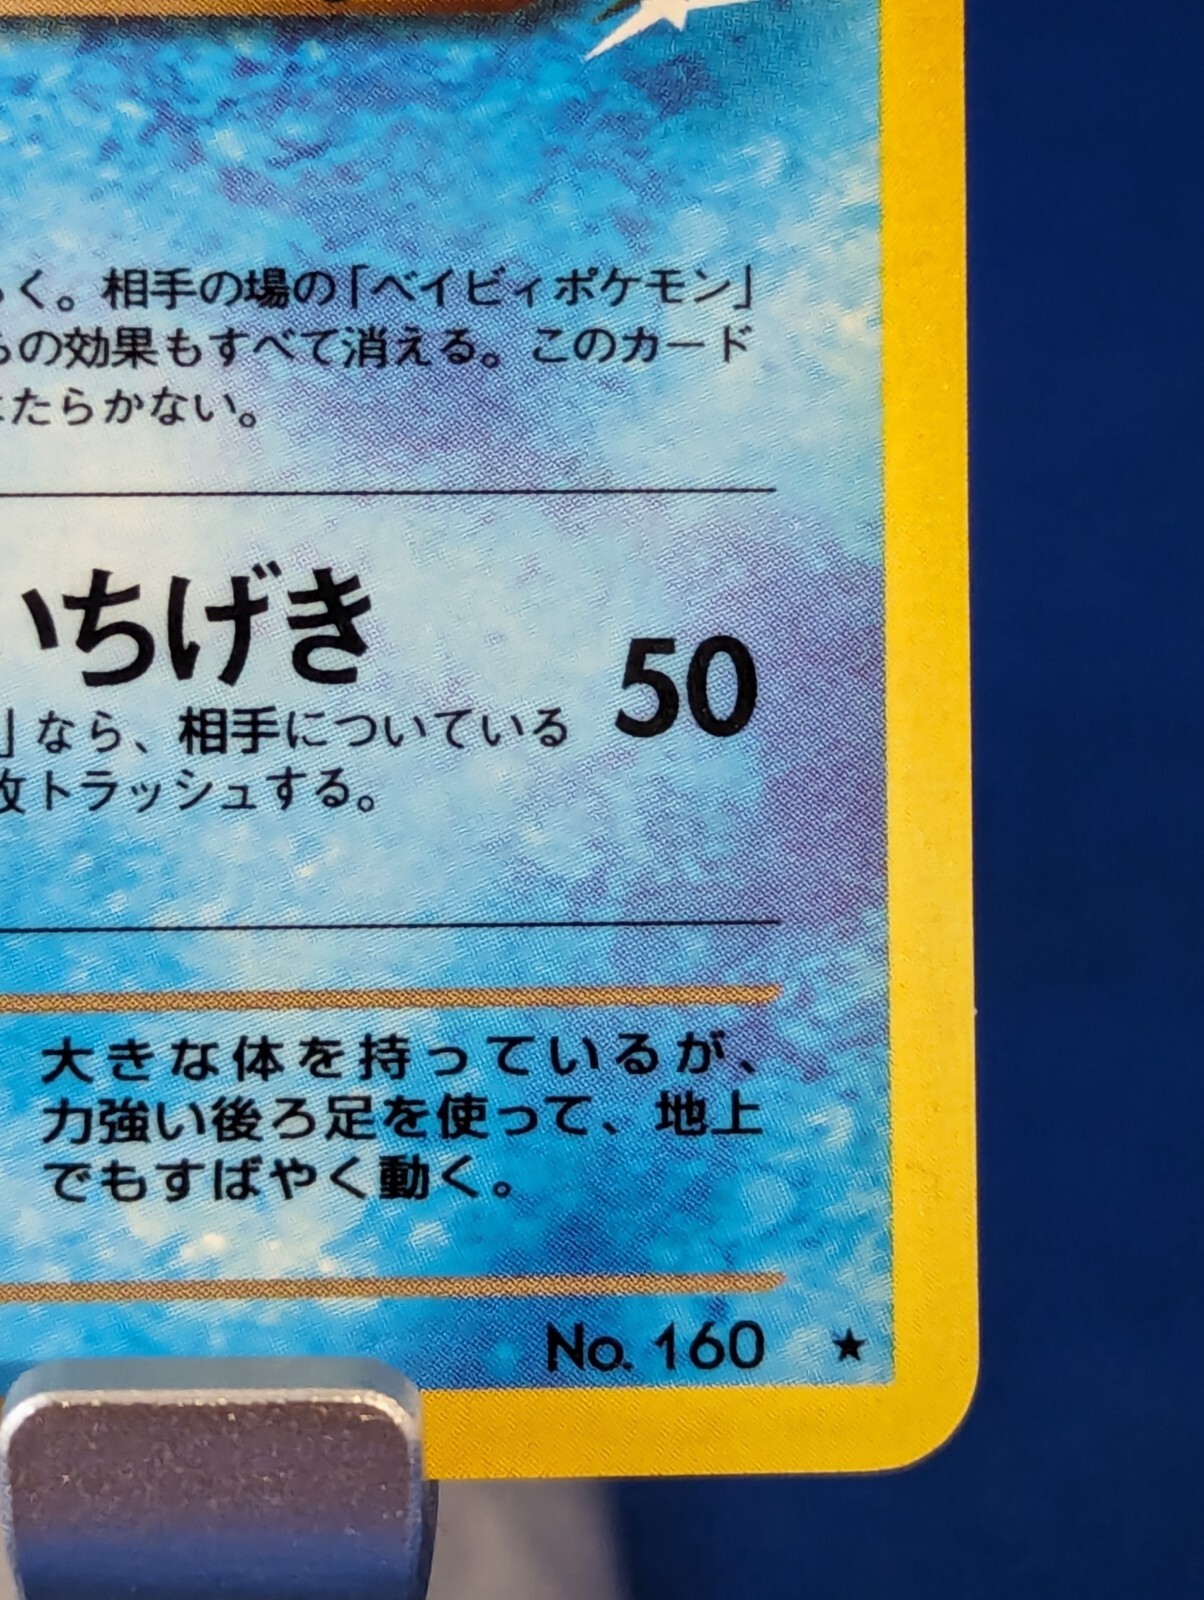 く。相手の場の「ベイビィポケモン」
らの効果もすべて消える。このカード
はたらかない。
いちげき
50
」なら、相手についている
枚トラッシュする。
大きな体を持っているが、
力強い後ろ足を使って、地上
でもすばやく動く。
No. 160 ★